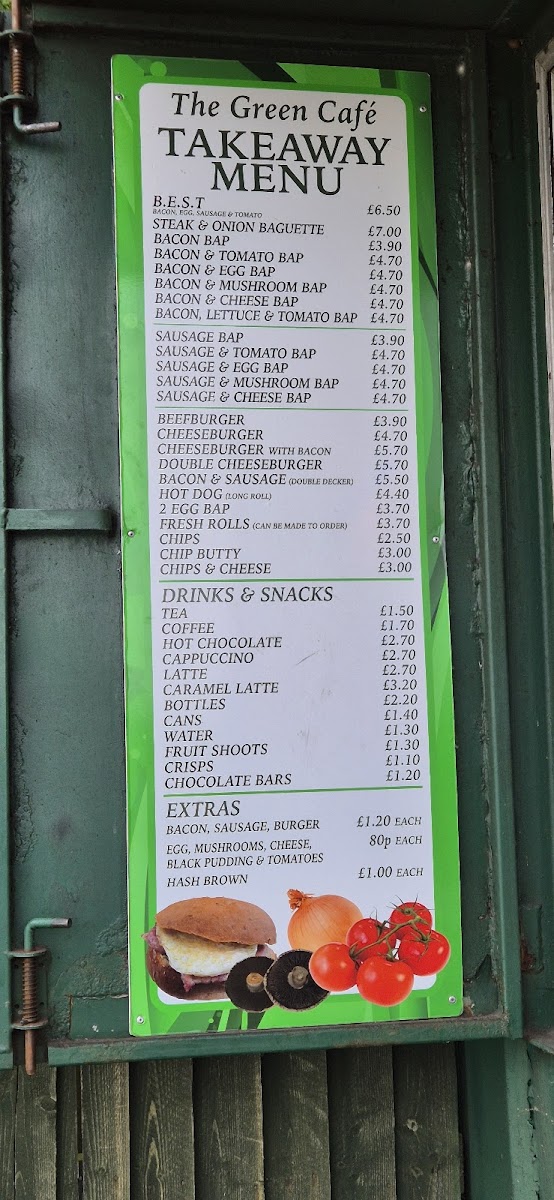 The Green Café
TAKEAWAY
MENU
B.E.S.T £6.50
BACON, EGG, SAUSAGE & TOMATO
STEAK & ONION BAGUETTE £7.00
BACON BAP £3.90
BACON & TOMATO BAP £4.70
BACON & EGG BAP £4.70
BACON & MUSHROOM BAP £4.70
BACON & CHEESE BAP £4.70
BACON, LETTUCE & TOMATO BAP £4.70
SAUSAGE BAP £3.90
SAUSAGE & TOMATO BAP £4.70
SAUSAGE & EGG BAP £4.70
SAUSAGE & MUSHROOM BAP £4.70
SAUSAGE & CHEESE BAP £4.70
BEEFBURGER £3.90
CHEESEBURGER £4.70
CHEESEBURGER WITH BACON £5.70
DOUBLE CHEESEBURGER £5.70
BACON & SAUSAGE (DOUBLE DECKER) £5.50
HOT DOG (LONG ROLL) £4.40
2 EGG BAP £3.70
FRESH ROLLS (CAN BE MADE TO ORDER) £3.70
CHIPS £2.50
CHIP BUTTY £3.00
CHIPS & CHEESE £3.00
DRINKS & SNACKS
TEA £1.50
COFFEE £1.70
HOT CHOCOLATE £2.70
CAPPUCCINO £2.70
LATTE £2.70
CARAMEL LATTE £3.20
BOTTLES £2.20
CANS £1.40
WATER £1.30
FRUIT SHOOTS £1.30
CRISPS £1.10
CHOCOLATE BARS £1.20
EXTRAS
BACON, SAUSAGE, BURGER £1.20 EACH
EGG, MUSHROOMS, CHEESE, 80p EACH
BLACK PUDDING & TOMATOES
HASH BROWN £1.00 EACH